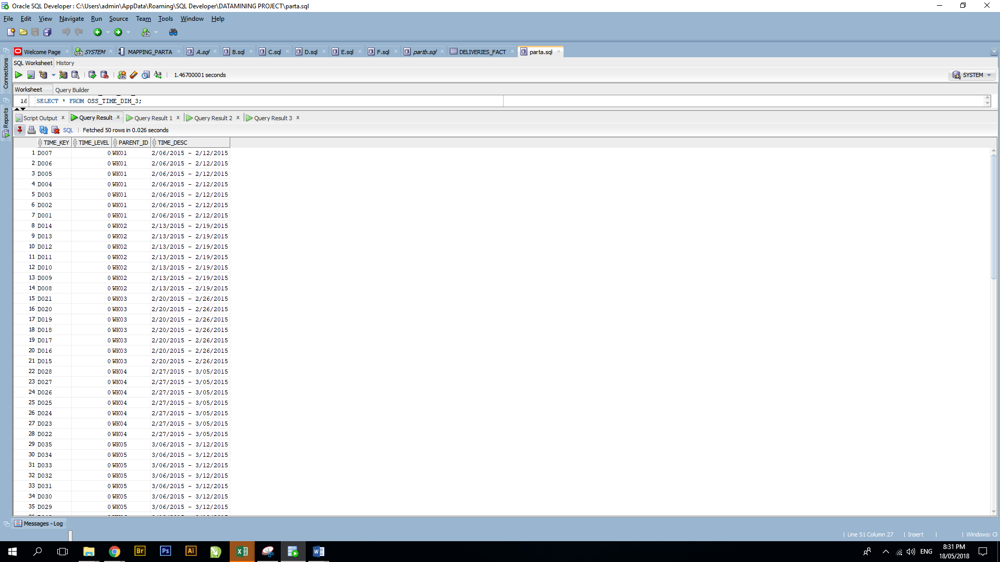 Oracle SQL Developer : C:\Users\admin\AppData\Roaming\SQL Developer\DATAMINING PROJECT\parta.sql
File Edit View Navigate Run Source Team Tools Window Help
Welcome Page SYSTEM MAPPING_PARTA A.sql B.sql C.sql D.sql E.sql F.sql partb.sql DELIVERIES_FACT parta.sql
Connections
Reports
SQL Worksheet History
1.46700001 seconds
SYSTEM
Worksheet Query Builder
16 SELECT * FROM OSS_TIME_DIM_3;
Script Output x Query Result x Query Result 1 x Query Result 2 x Query Result 3 x
SQL Fetched 50 rows in 0.026 seconds
TIME_KEY TIME_LEVEL PARENT_ID TIME_DESC
1 D007 0 WK01 2/06/2015 - 2/12/2015
2 D006 0 WK01 2/06/2015 - 2/12/2015
3 D005 0 WK01 2/06/2015 - 2/12/2015
4 D004 0 WK01 2/06/2015 - 2/12/2015
5 D003 0 WK01 2/06/2015 - 2/12/2015
6 D002 0 WK01 2/06/2015 - 2/12/2015
7 D001 0 WK01 2/06/2015 - 2/12/2015
8 D014 0 WK02 2/13/2015 - 2/19/2015
9 D013 0 WK02 2/13/2015 - 2/19/2015
10 D012 0 WK02 2/13/2015 - 2/19/2015
11 D011 0 WK02 2/13/2015 - 2/19/2015
12 D010 0 WK02 2/13/2015 - 2/19/2015
13 D009 0 WK02 2/13/2015 - 2/19/2015
14 D008 0 WK02 2/13/2015 - 2/19/2015
15 D021 0 WK03 2/20/2015 - 2/26/2015
16 D020 0 WK03 2/20/2015 - 2/26/2015
17 D019 0 WK03 2/20/2015 - 2/26/2015
18 D018 0 WK03 2/20/2015 - 2/26/2015
19 D017 0 WK03 2/20/2015 - 2/26/2015
20 D016 0 WK03 2/20/2015 - 2/26/2015
21 D015 0 WK03 2/20/2015 - 2/26/2015
22 D028 0 WK04 2/27/2015 - 3/05/2015
23 D027 0 WK04 2/27/2015 - 3/05/2015
24 D026 0 WK04 2/27/2015 - 3/05/2015
25 D025 0 WK04 2/27/2015 - 3/05/2015
26 D024 0 WK04 2/27/2015 - 3/05/2015
27 D023 0 WK04 2/27/2015 - 3/05/2015
28 D022 0 WK04 2/27/2015 - 3/05/2015
29 D035 0 WK05 3/06/2015 - 3/12/2015
30 D034 0 WK05 3/06/2015 - 3/12/2015
31 D033 0 WK05 3/06/2015 - 3/12/2015
32 D032 0 WK05 3/06/2015 - 3/12/2015
33 D031 0 WK05 3/06/2015 - 3/12/2015
34 D030 0 WK05 3/06/2015 - 3/12/2015
35 D029 0 WK05 3/06/2015 - 3/12/2015
Messages - Log
Line 51 Column 27 Insert Windows: CF
Br Ps Ai
ENG
8:31 PM
18/05/2018